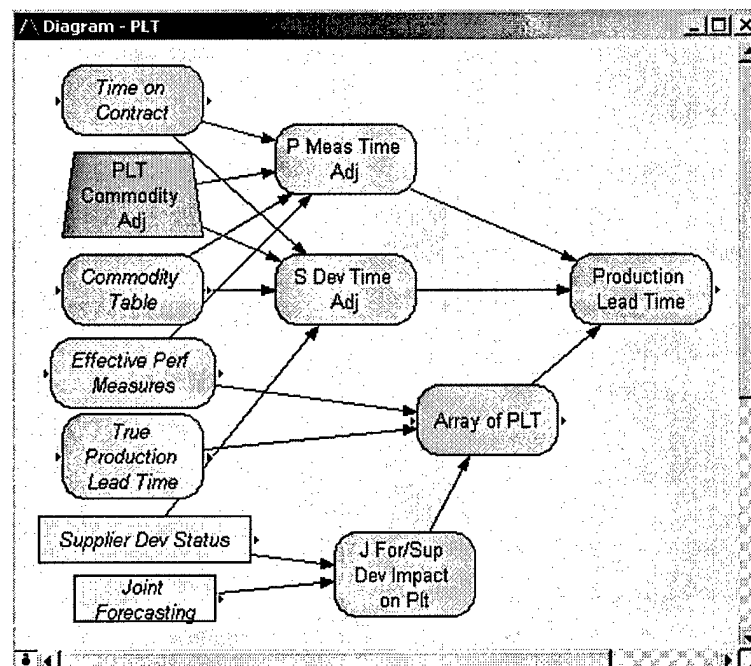 Diagram - PLT
Time on
Contract
P Meas Time
Adj
PLT
Commodity
Adj
Commodity
Table
S Dev Time
Adj
Production
Lead Time
Effective Perf
Measures
Array of PLT
True
Production
Lead Time
Supplier Dev Status
J For/Sup
Dev Impact
on Plt
Joint
Forecasting